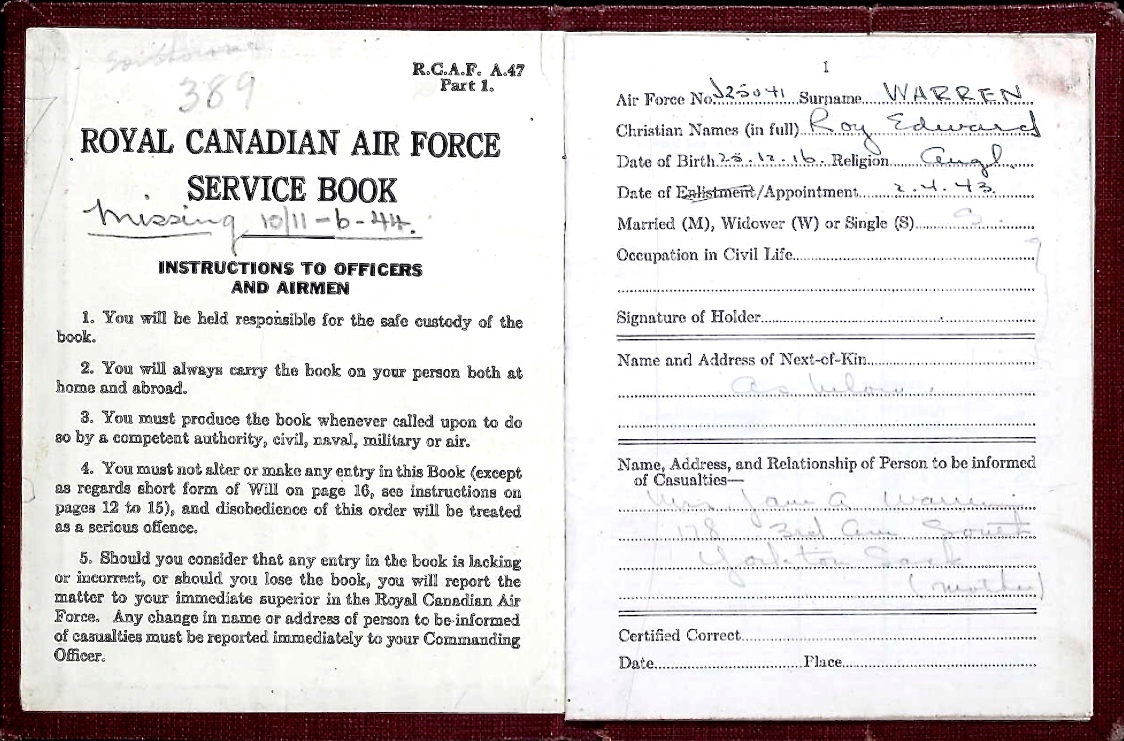 389
R.C.A.F. A.47
Part 1.
ROYAL CANADIAN AIR FORCE
SERVICE BOOK
Missing 10/11-6-44.
INSTRUCTIONS TO OFFICERS
AND AIRMEN
1. You will be held responsible for the safe custody of the
book.
2. You will always carry the book on your person both at
home and abroad.
3. You must produce the book whenever called upon to do
so by a competent authority, civil, naval, military or air.
4. You must not alter or make any entry in this Book (except
as regards short form of Will on page 16, see instructions on
pages 12 to 15), and disobedience of this order will be treated
as a serious offence.
5. Should you consider that any entry in the book is lacking
or incorrect, or should you lose the book, you will report the
matter to your immediate superior in the Royal Canadian Air
Force. Any change in name or address of person to be informed
of casualties must be reported immediately to your Commanding
Officer.
1
Air Force No. J25041 Surname WARREN
Christian Names (in full) Roy Edward
Date of Birth 25.12.16. Religion Angl.
Date of Enlistment/Appointment 2.4.43.
Married (M), Widower (W) or Single (S) S
Occupation in Civil Life
Signature of Holder
Name and Address of Next-of-Kin
as below.
Name, Address, and Relationship of Person to be informed
of Casualties—
Mrs Jane A Warren
178 3rd Ave South
Yorkton Sask
(mother)
Certified Correct
Date Place